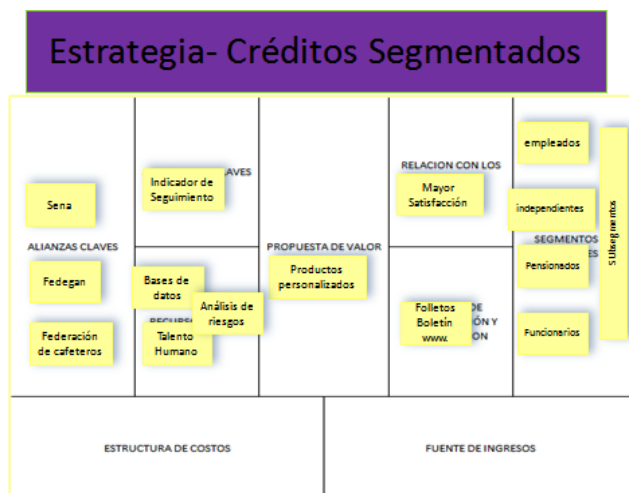 Estrategia- Créditos Segmentados
Sena
ALIANZAS CLAVES
Fedegan
Federación
de cafeteros
Indicador de
Seguimiento
Bases de
datos
Análisis de
riesgos
Talento
Humano
PROPUESTA DE VALOR
Productos
personalizados
RELACION CON LOS
Mayor
Satisfacción
Folletos
Boletín
www.
DE
Y
empleados
independientes
SEGMENTOS
Pensionados
Funcionarios
SUbsegmentos
ESTRUCTURA DE COSTOS
FUENTE DE INGRESOS